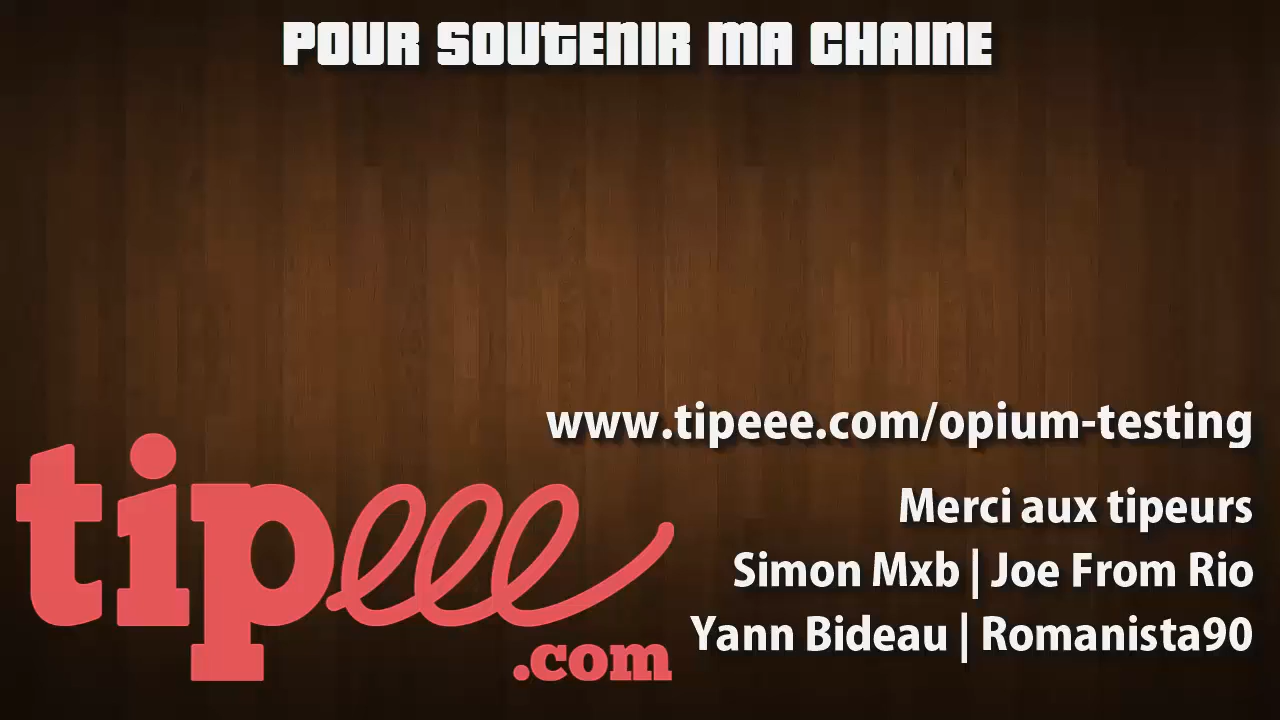 POUR SOUTENIR MA CHAINE
www.tipeee.com/opium-testing
Merci aux tipeurs
Simon Mxb | Joe From Rio
Yann Bideau | Romanista90
tipeee
.com